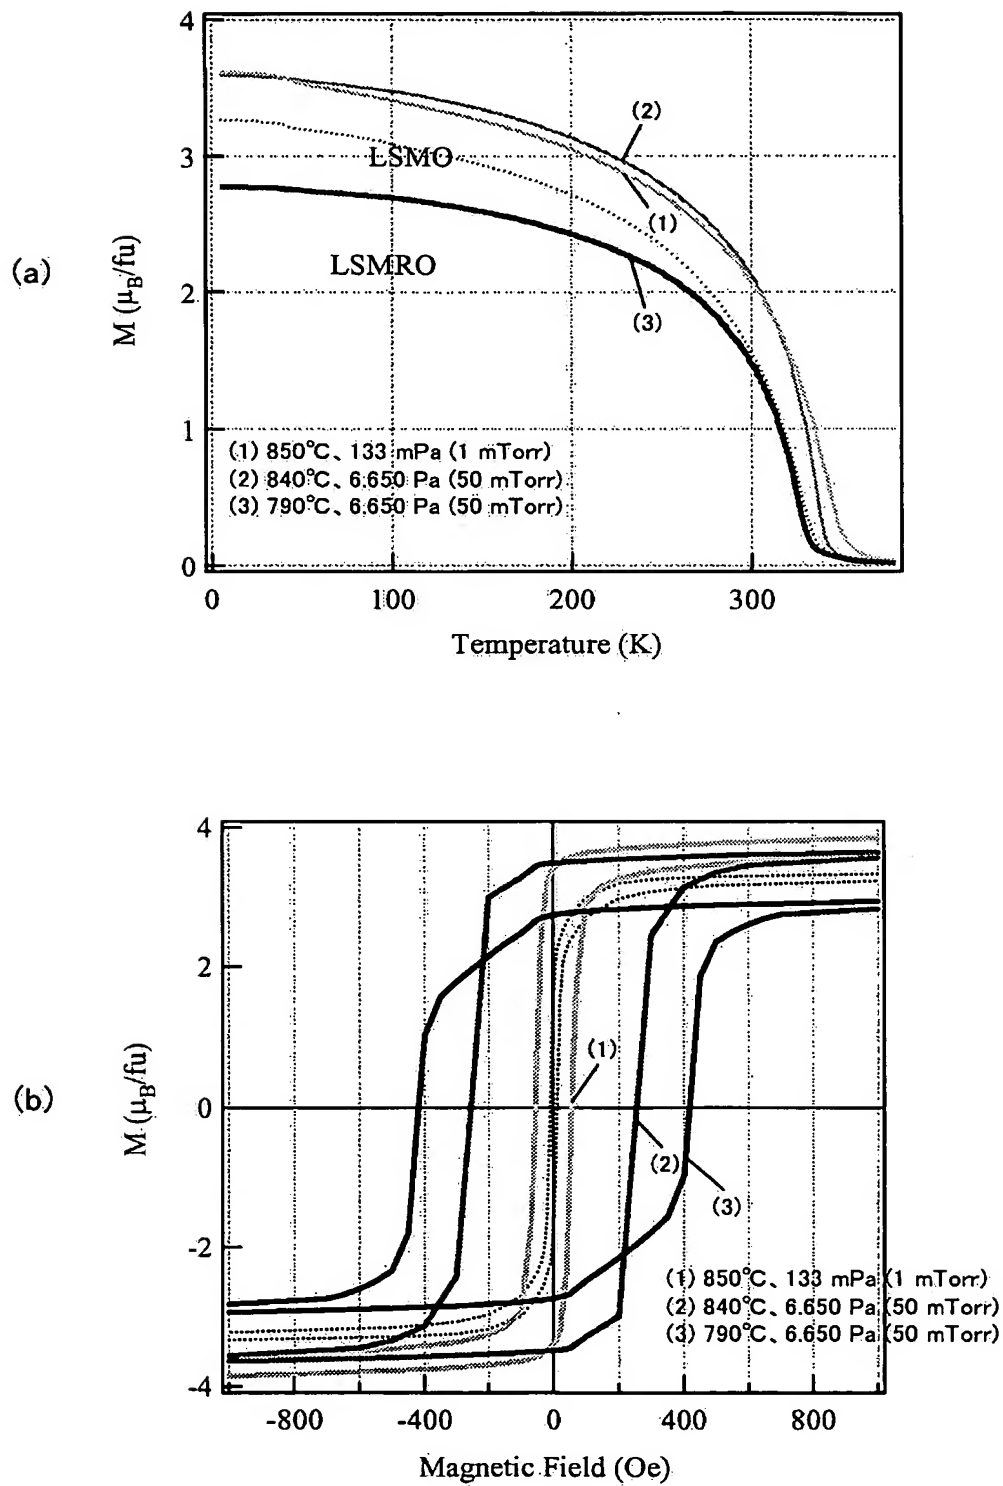 (a)
M (μB/fu)
4
3
2
1
0
(2)
LSMO
(1)
LSMRO
(3)
(1) 850℃、133 mPa (1 mTorr)
(2) 840℃、6.650 Pa (50 mTorr)
(3) 790℃、6.650 Pa (50 mTorr)
0 100 200 300
Temperature (K)
(b)
M (μB/fu)
4
2
0
-2
-4
(1)
(2)
(3)
(1) 850℃、133 mPa (1 mTorr)
(2) 840℃、6.650 Pa (50 mTorr)
(3) 790℃、6.650 Pa (50 mTorr)
-800 -400 0 400 800
Magnetic Field (Oe)